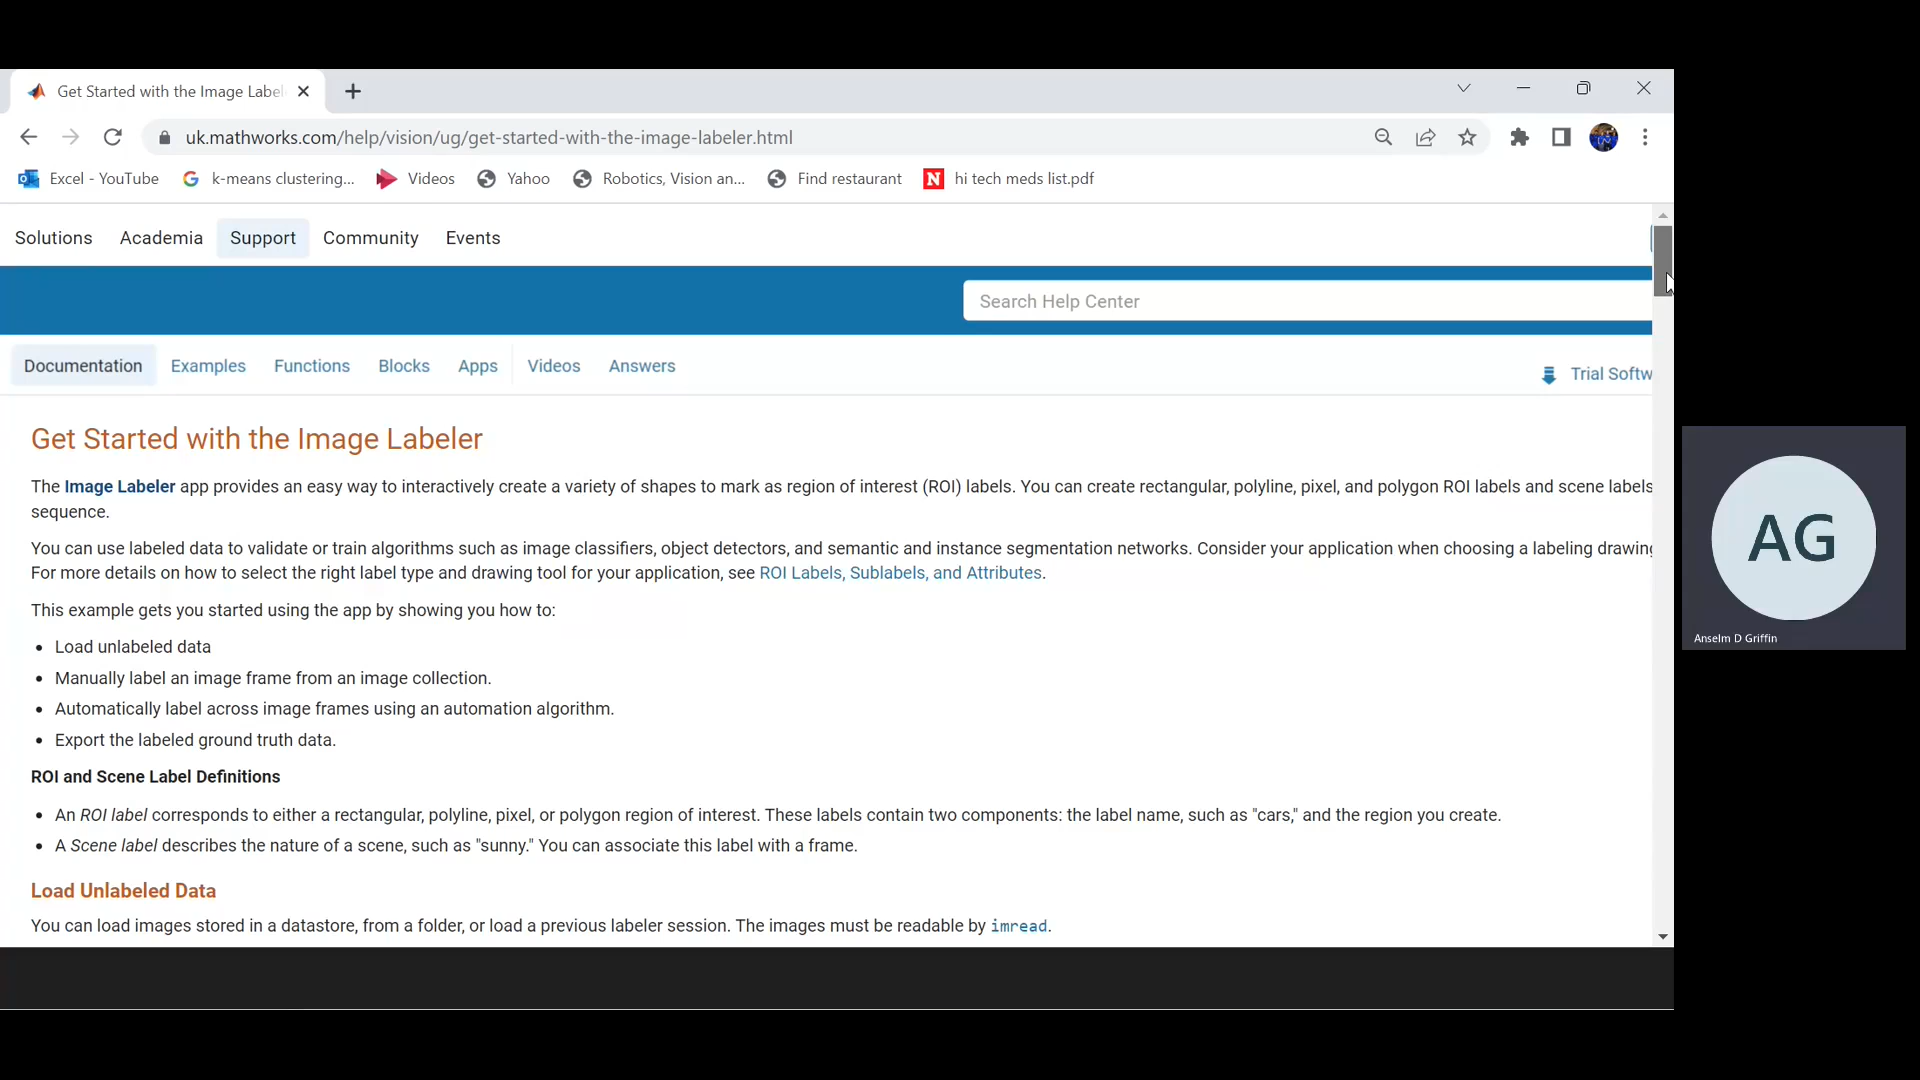 Get Started with the Image Label
uk.mathworks.com/help/vision/ug/get-started-with-the-image-labeler.html
Excel - YouTube
k-means clustering...
Videos
Yahoo
Robotics, Vision an...
Find restaurant
N
hi tech meds list.pdf
Solutions
Academia
Support
Community
Events
Search Help Center
Documentation
Examples
Functions
Blocks
Apps
Videos
Answers
Trial Softw
Get Started with the Image Labeler
The Image Labeler app provides an easy way to interactively create a variety of shapes to mark as region of interest (ROI) labels. You can create rectangular, polyline, pixel, and polygon ROI labels and scene labels
sequence.
You can use labeled data to validate or train algorithms such as image classifiers, object detectors, and semantic and instance segmentation networks. Consider your application when choosing a labeling drawing
For more details on how to select the right label type and drawing tool for your application, see ROI Labels, Sublabels, and Attributes.
This example gets you started using the app by showing you how to:
• Load unlabeled data
• Manually label an image frame from an image collection.
• Automatically label across image frames using an automation algorithm.
• Export the labeled ground truth data.
ROI and Scene Label Definitions
• An ROI label corresponds to either a rectangular, polyline, pixel, or polygon region of interest. These labels contain two components: the label name, such as "cars," and the region you create.
• A Scene label describes the nature of a scene, such as "sunny." You can associate this label with a frame.
Load Unlabeled Data
You can load images stored in a datastore, from a folder, or load a previous labeler session. The images must be readable by imread.
AG
Anselm D Griffin